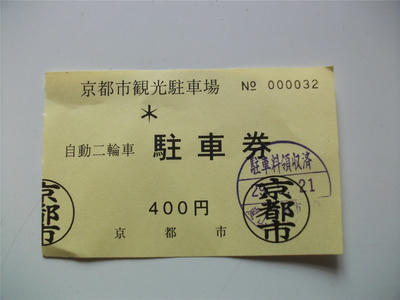 京都市観光駐車場 № 000032
*
自動二輪車 駐車券
駐車料領収済
21
400円
京都市
京都市
京都市